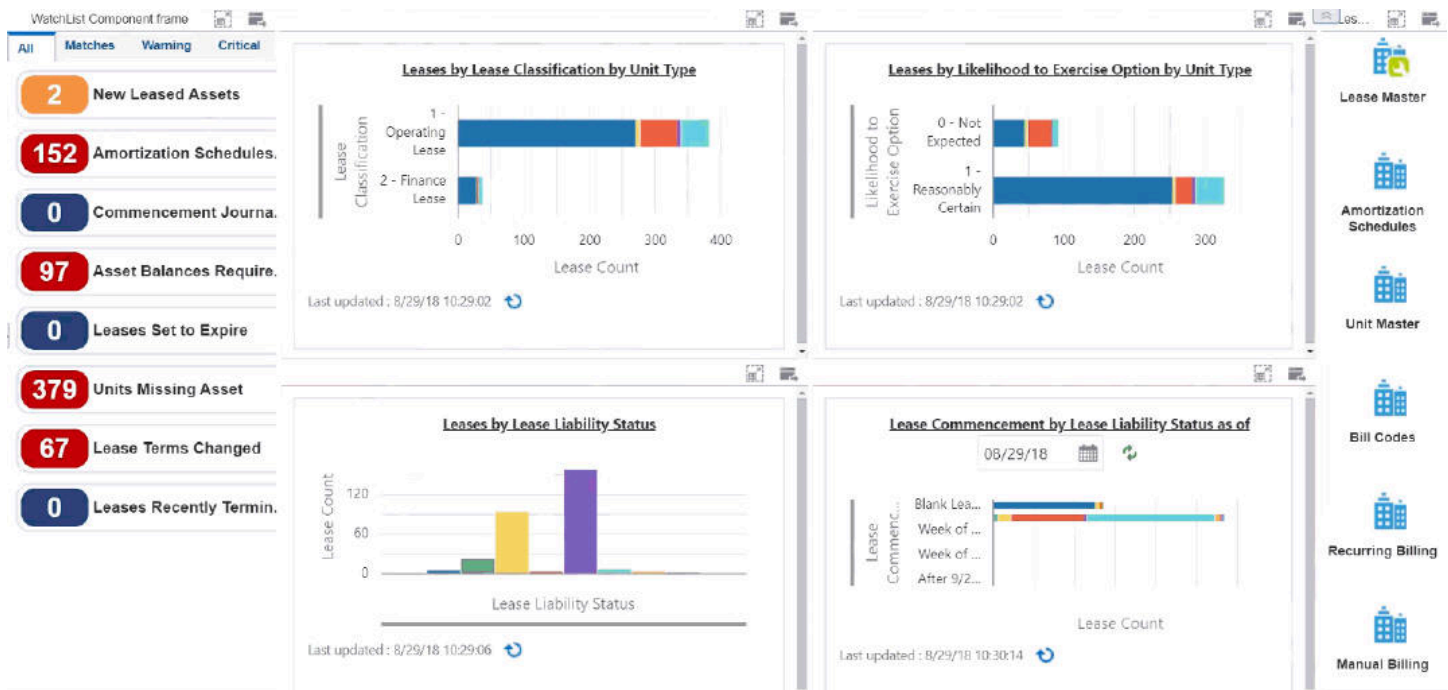 WatchList Component frame
Les...
All Matches Warning Critical
2 New Leased Assets
152 Amortization Schedules.
0 Commencement Journa.
97 Asset Balances Require.
0 Leases Set to Expire
379 Units Missing Asset
67 Lease Terms Changed
0 Leases Recently Termin.
Leases by Lease Classification by Unit Type
Lease
Classification
1 -
Operating
Lease
2 - Finance
Lease
0 100 200 300 400
Lease Count
Last updated : 8/29/18 10:29:02
Leases by Likelihood to Exercise Option by Unit Type
Likelihood to
Exercise Option
0 - Not
Expected
1 -
Reasonably
Certain
0 100 200 300
Lease Count
Last updated : 8/29/18 10:29:02
Leases by Lease Liability Status
Lease Count
120
60
0
Lease Liability Status
Last updated : 8/29/18 10:29:06
Lease Commencement by Lease Liability Status as of
08/29/18
Lease
Commenc...
Blank Lea...
Week of ...
Week of ...
After 9/2...
Lease Count
Last updated : 8/29/18 10:30:14
Lease Master
Amortization
Schedules
Unit Master
Bill Codes
Recurring Billing
Manual Billing